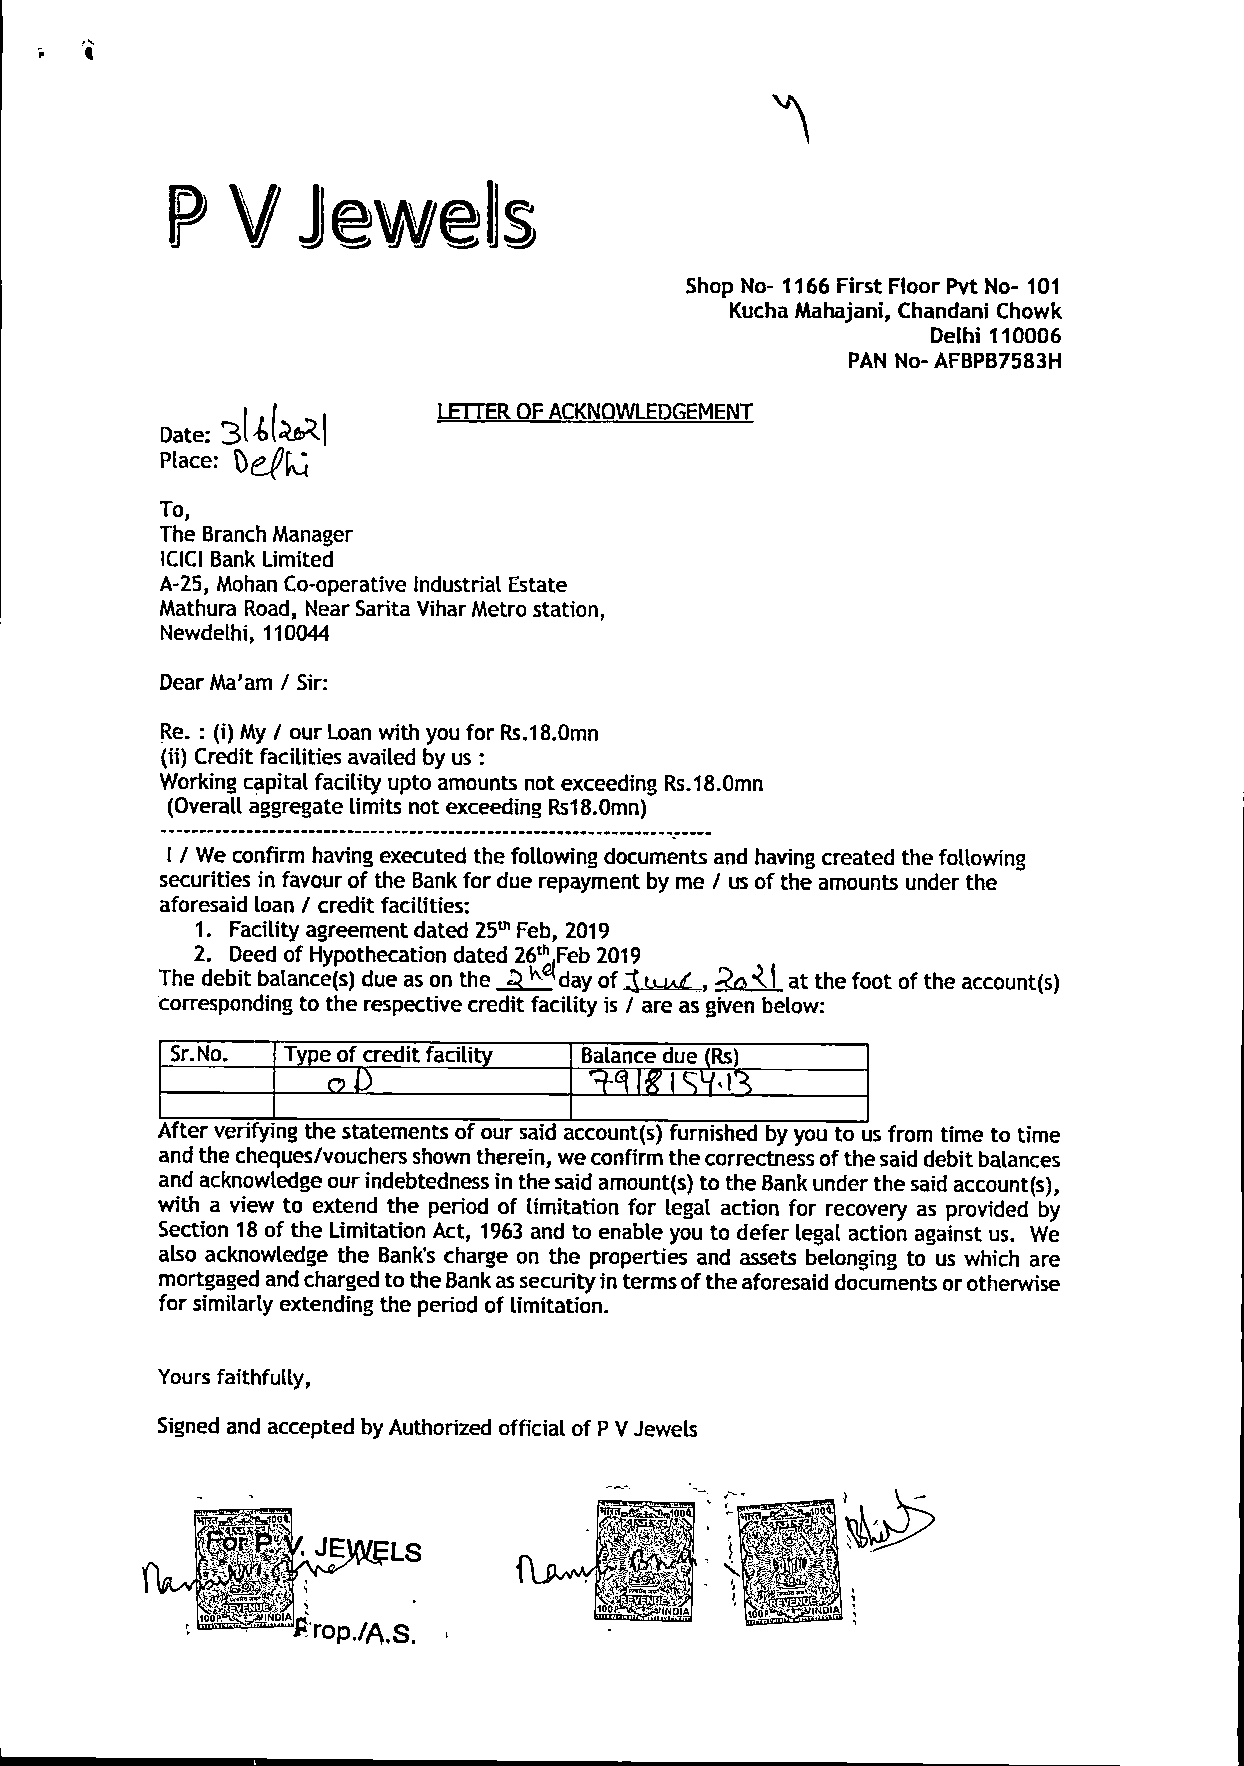 P V Jewels
Shop No- 1166 First Floor Pvt No- 101
Kucha Mahajani, Chandani Chowk
Delhi 110006
PAN No- AFBPB7583H
LETTER OF ACKNOWLEDGEMENT
Date: 3/6/2021
Place: Delhi
To,
The Branch Manager
ICICI Bank Limited
A-25, Mohan Co-operative Industrial Estate
Mathura Road, Near Sarita Vihar Metro station,
Newdelhi, 110044
Dear Ma'am / Sir:
Re. : (i) My / our Loan with you for Rs.18.0mn
(ii) Credit facilities availed by us :
Working capital facility upto amounts not exceeding Rs.18.0mn
(Overall aggregate limits not exceeding Rs18.0mn)
I / We confirm having executed the following documents and having created the following
securities in favour of the Bank for due repayment by me / us of the amounts under the
aforesaid loan / credit facilities:
1. Facility agreement dated 25th Feb, 2019
2. Deed of Hypothecation dated 26th Feb 2019
The debit balance(s) due as on the 2nd day of June, 2021 at the foot of the account(s)
corresponding to the respective credit facility is / are as given below:
Sr.No. Type of credit facility Balance due (Rs)
OD 7918154.13
After verifying the statements of our said account(s) furnished by you to us from time to time
and the cheques/vouchers shown therein, we confirm the correctness of the said debit balances
and acknowledge our indebtedness in the said amount(s) to the Bank under the said account(s),
with a view to extend the period of limitation for legal action for recovery as provided by
Section 18 of the Limitation Act, 1963 and to enable you to defer legal action against us. We
also acknowledge the Bank's charge on the properties and assets belonging to us which are
mortgaged and charged to the Bank as security in terms of the aforesaid documents or otherwise
for similarly extending the period of limitation.
Yours faithfully,
Signed and accepted by Authorized official of P V Jewels
For P. V. JEWELS
REVENUE
INDIA
Prop./A.S.
REVENUE
INDIA
REVENUE
INDIA